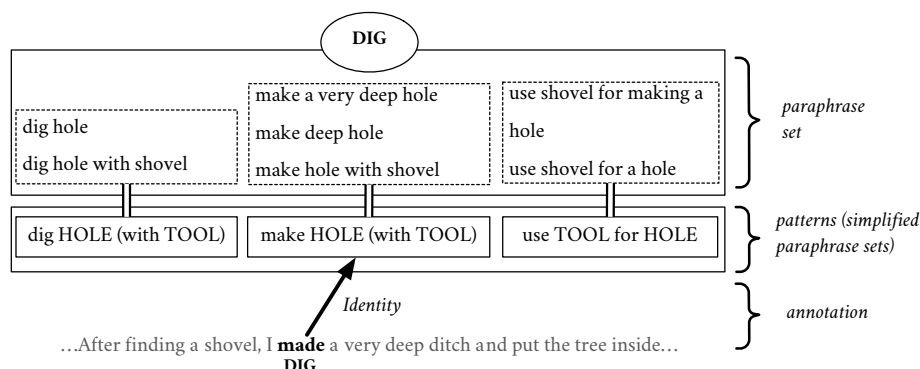 DIG
dig hole
dig hole with shovel
make a very deep hole
make deep hole
make hole with shovel
use shovel for making a
hole
use shovel for a hole
paraphrase
set
dig HOLE (with TOOL)
make HOLE (with TOOL)
use TOOL for HOLE
patterns (simplified
paraphrase sets)
Identity
annotation
…After finding a shovel, I made a very deep ditch and put the tree inside…
DIG